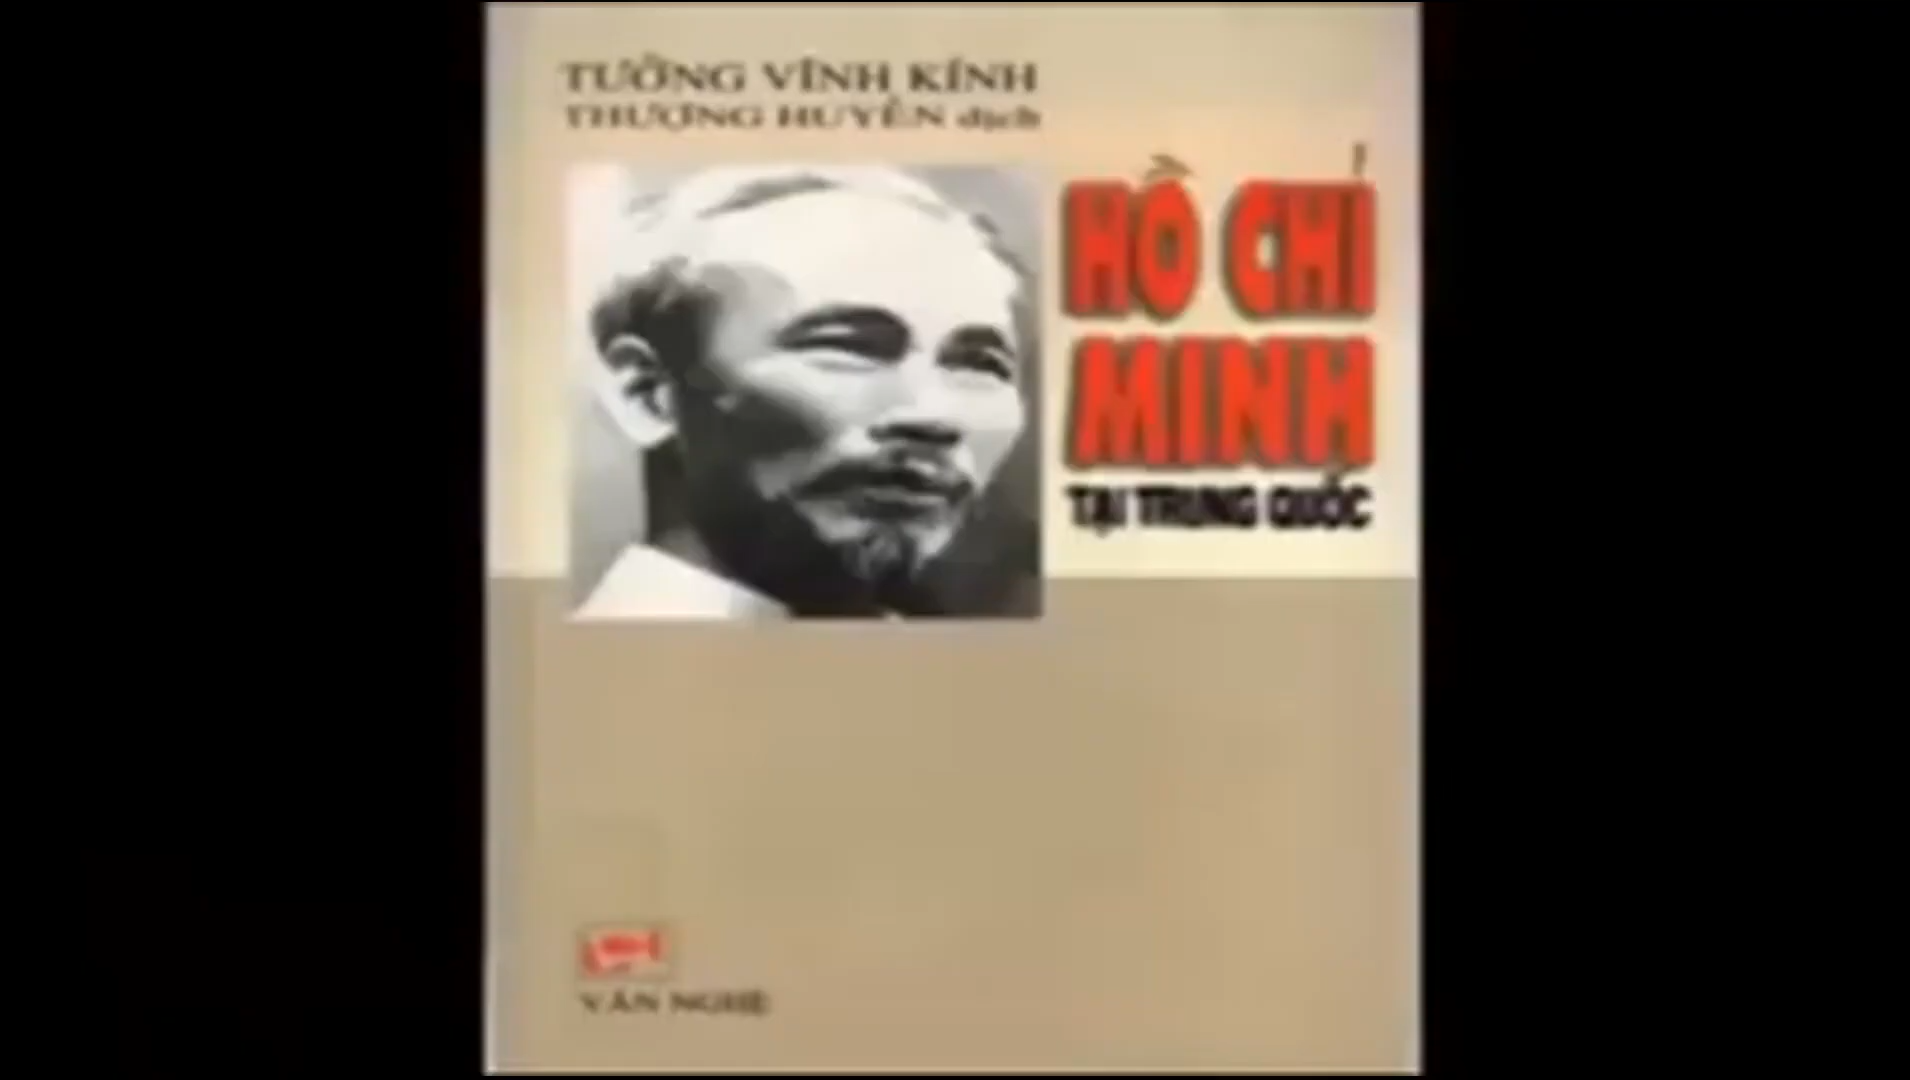 TƯỞNG VĨNH KÍNH
THƯỢNG HUYỀN dịch
HỒ CHÍ
MINH
TẠI TRUNG QUỐC
VĂN NGHỆ